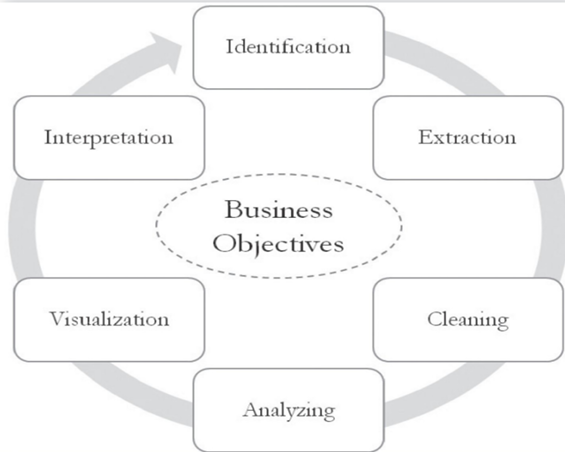 Identification
Interpretation
Extraction
Business
Objectives
Visualization
Cleaning
Analyzing